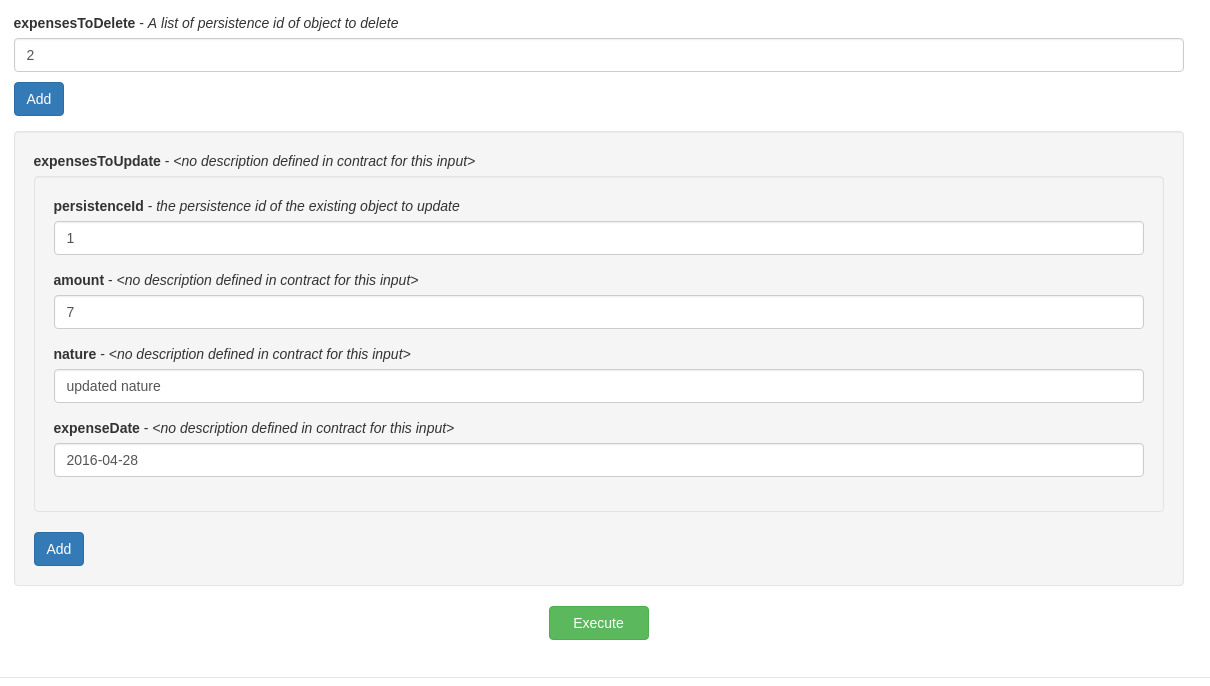 expensesToDelete - A list of persistence id of object to delete
2
Add
expensesToUpdate - <no description defined in contract for this input>
persistenceId - the persistence id of the existing object to update
1
amount - <no description defined in contract for this input>
7
nature - <no description defined in contract for this input>
updated nature
expenseDate - <no description defined in contract for this input>
2016-04-28
Add
Execute